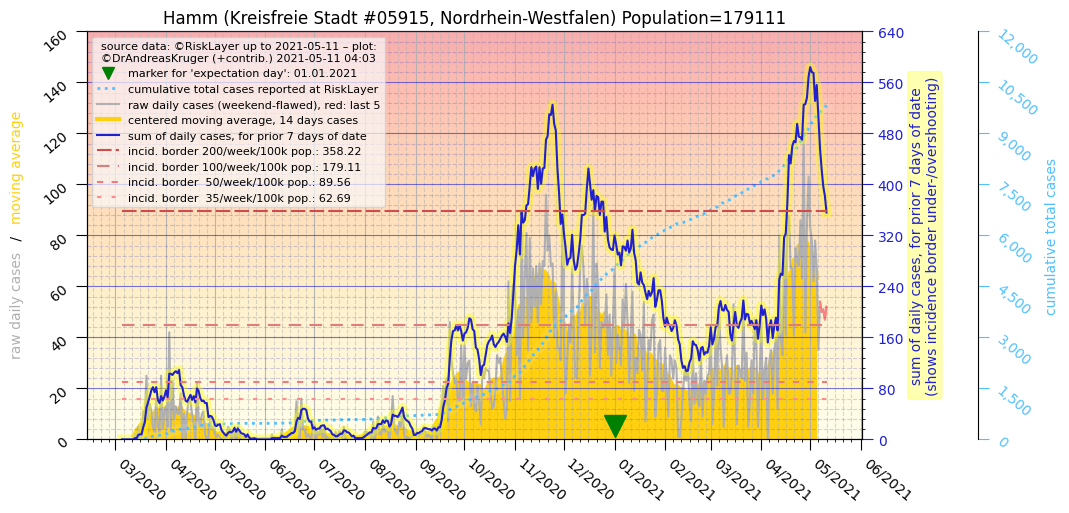 Hamm (Kreisfreie Stadt #05915, Nordrhein-Westfalen) Population=179111
source data: ©RiskLayer up to 2021-05-11 – plot:
©DrAndreasKruger (+contrib.) 2021-05-11 04:03
marker for 'expectation day': 01.01.2021
cumulative total cases reported at RiskLayer
raw daily cases (weekend-flawed), red: last 5
centered moving average, 14 days cases
sum of daily cases, for prior 7 days of date
incid. border 200/week/100k pop.: 358.22
incid. border 100/week/100k pop.: 179.11
incid. border  50/week/100k pop.: 89.56
incid. border  35/week/100k pop.: 62.69
raw daily cases / moving average
160
140
120
100
80
60
40
20
0
03/2020
04/2020
05/2020
06/2020
07/2020
08/2020
09/2020
10/2020
11/2020
12/2020
01/2021
02/2021
03/2021
04/2021
05/2021
06/2021
640
560
480
400
320
240
160
80
0
sum of daily cases, for prior 7 days of date
(shows incidence border under-/overshooting)
12,000
10,500
9,000
7,500
6,000
4,500
3,000
1,500
0
cumulative total cases